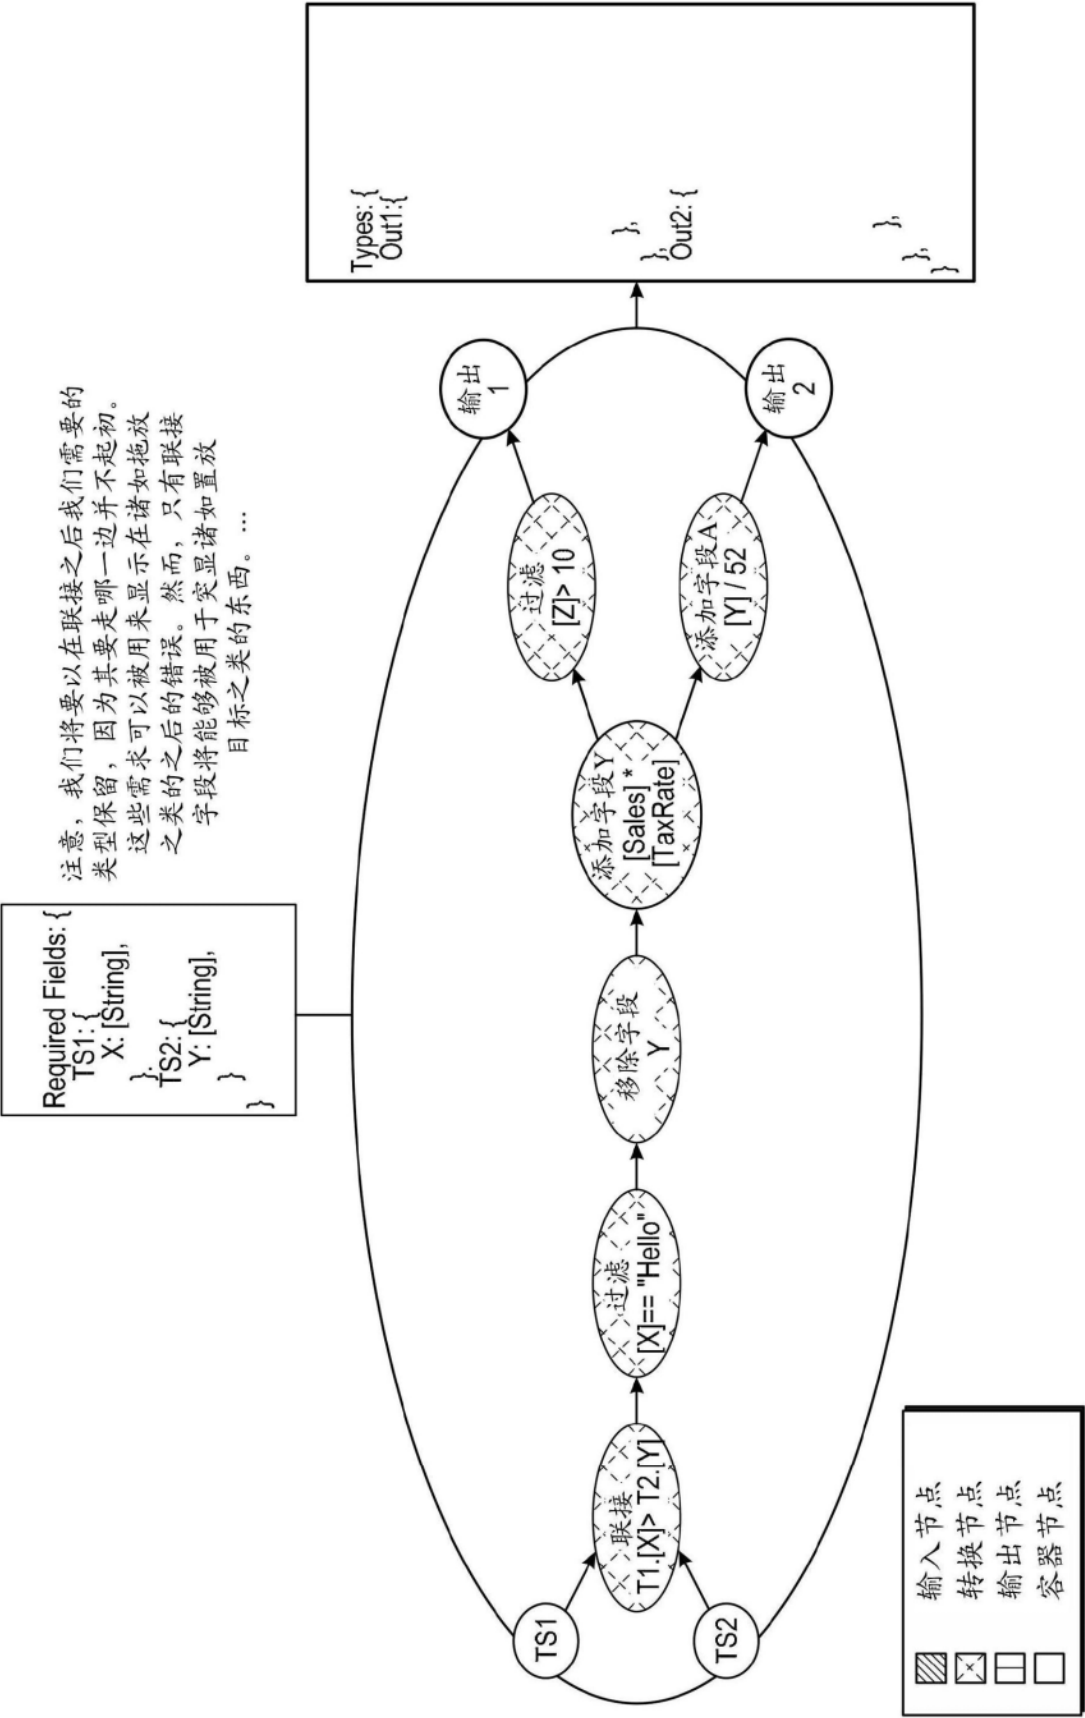 Required Fields: {
TS1: {
X: [String],
},
TS2: {
Y: [String],
}
}
注意，我们将要以在联接之后我们需要的
类型保留，因为其要走哪一边并不起初。
这些需求可以被用来显示在诸如拖放
之类的之后的错误。然而，只有联接
字段将能够被用于突显诸如置放
目标之类的东西。…
TS1
TS2
联接
T1.[X]> T2.[Y]
过滤
[X]== "Hello"
移除字段
Y
添加字段Y
[Sales] *
[TaxRate]
过滤
[Z]> 10
添加字段A
[Y] / 52
输出
1
输出
2
Types: {
Out1:{
},
},
Out2: {
},
},
}
输入节点
转换节点
输出节点
容器节点